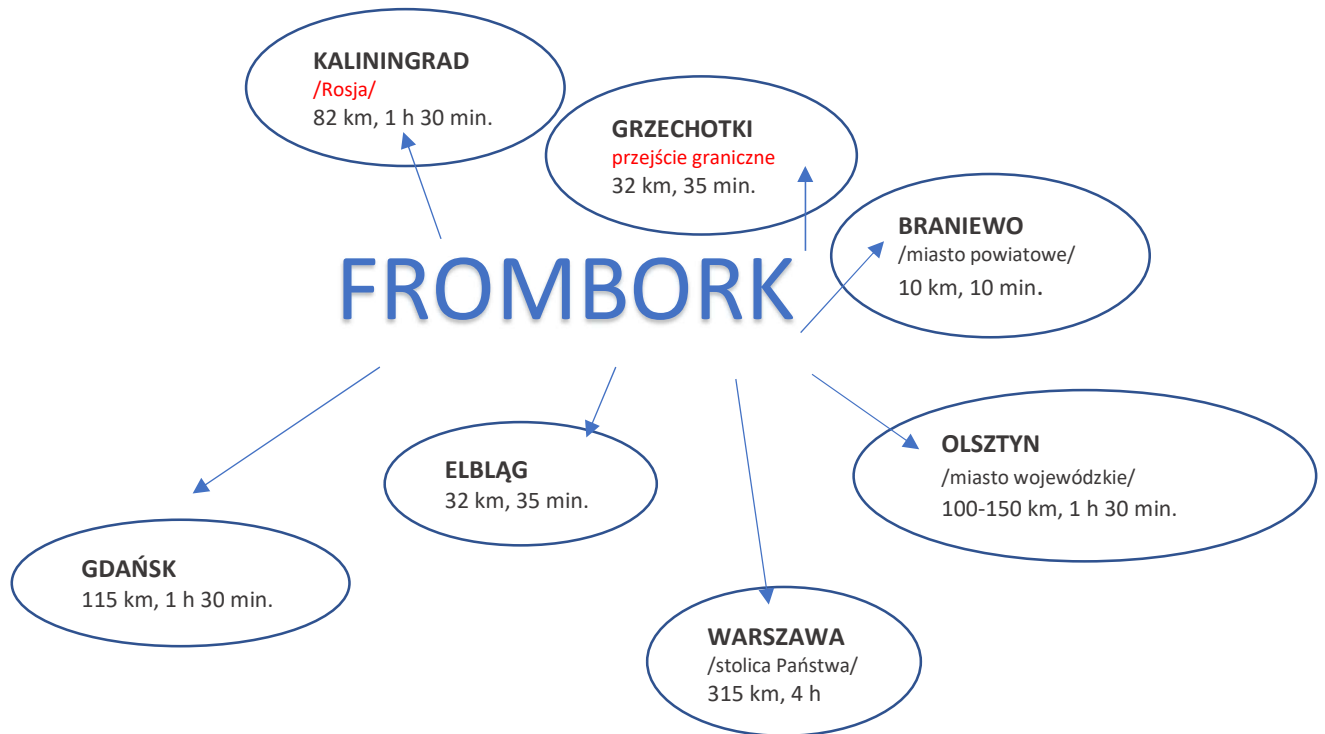 KALININGRAD
/Rosja/
82 km, 1 h 30 min.
GRZECHOTKI
przejście graniczne
32 km, 35 min.
BRANIEWO
/miasto powiatowe/
10 km, 10 min.
FROMBORK
ELBLĄG
32 km, 35 min.
OLSZTYN
/miasto wojewódzkie/
100-150 km, 1 h 30 min.
GDAŃSK
115 km, 1 h 30 min.
WARSZAWA
/stolica Państwa/
315 km, 4 h